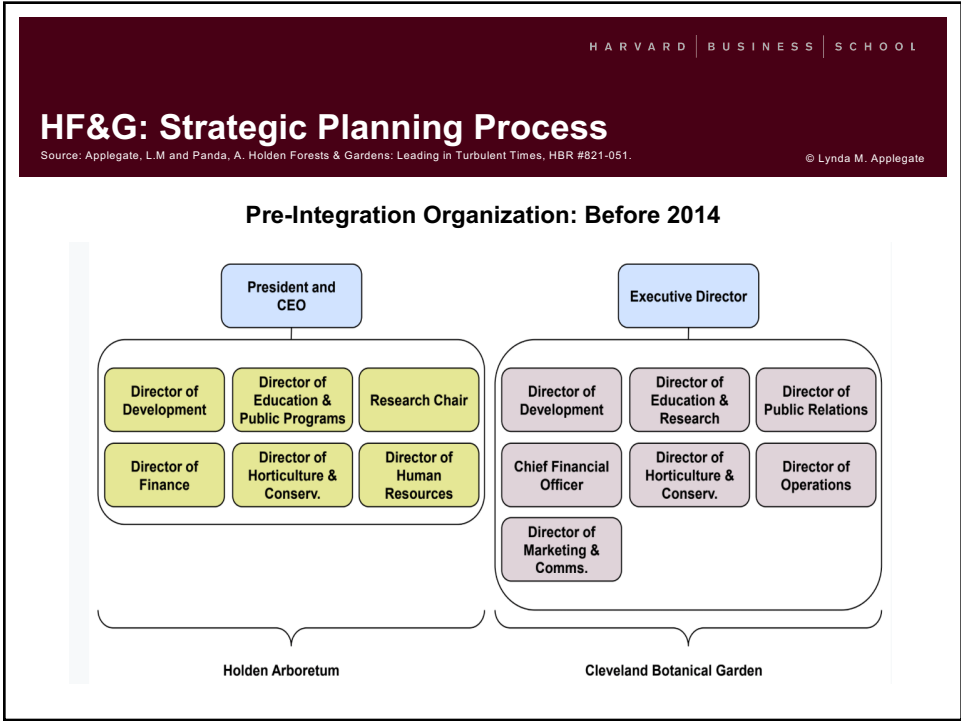 HARVARD | BUSINESS | SCHOOL
HF&G: Strategic Planning Process
Source: Applegate, L.M and Panda, A. Holden Forests & Gardens: Leading in Turbulent Times, HBR #821-051.
© Lynda M. Applegate
Pre-Integration Organization: Before 2014
President and
CEO
Director of
Development
Director of
Education &
Public Programs
Research Chair
Director of
Finance
Director of
Horticulture &
Conserv.
Director of
Human
Resources
Holden Arboretum
Executive Director
Director of
Development
Director of
Education &
Research
Director of
Public Relations
Chief Financial
Officer
Director of
Horticulture &
Conserv.
Director of
Operations
Director of
Marketing &
Comms.
Cleveland Botanical Garden